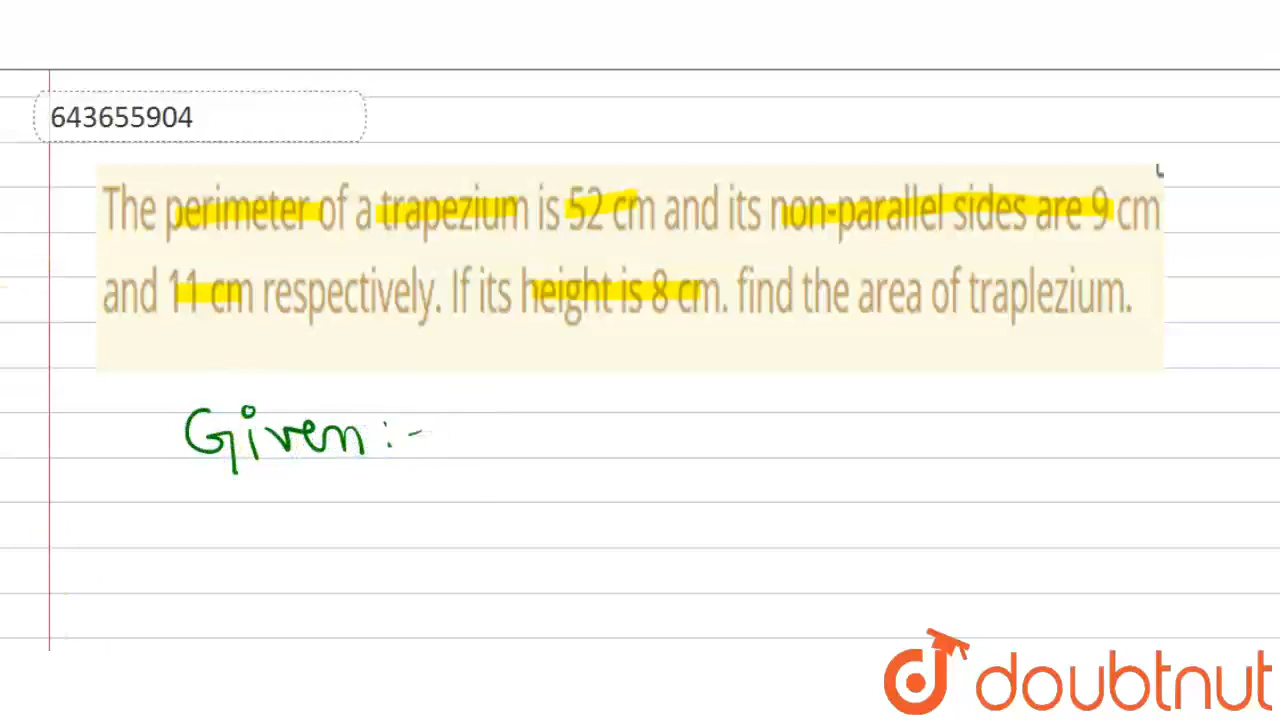 643655904
The perimeter of a trapezium is 52 cm and its non-parallel sides are 9 cm
and 11 cm respectively. If its height is 8 cm. find the area of traplezium.
Given :-
doubtnut